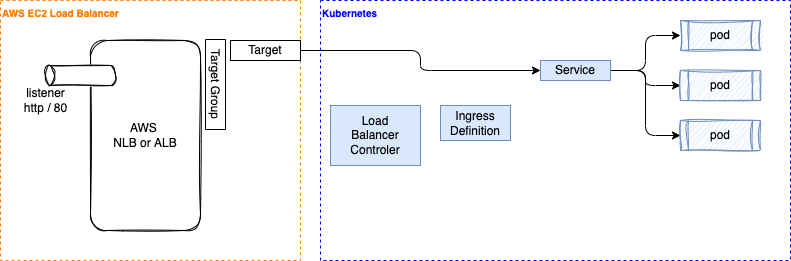 AWS EC2 Load Balancer
listener
http / 80
AWS
NLB or ALB
Target Group
Target
Kubernetes
Service
pod
pod
pod
Load
Balancer
Controler
Ingress
Definition